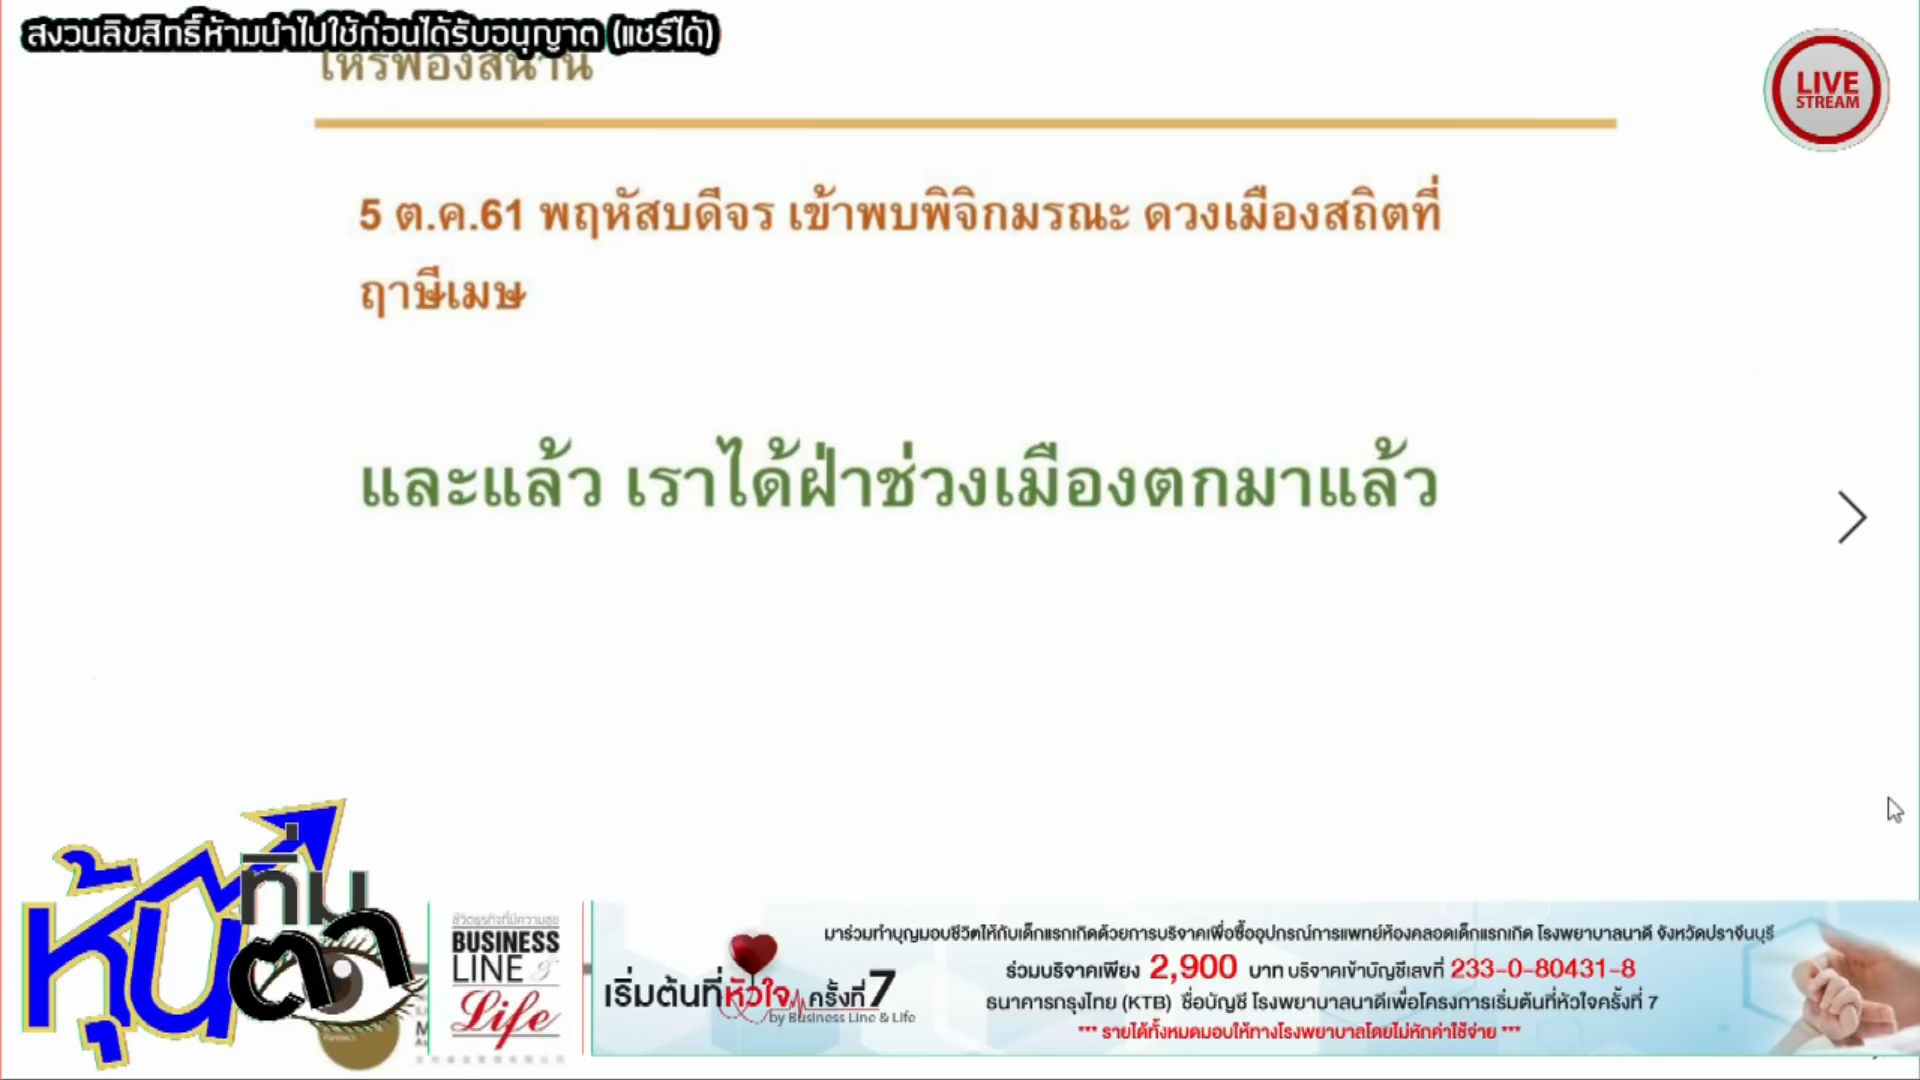 สงวนลิขสิทธิ์ห้ามนำไปใช้ก่อนได้รับอนุญาต (แชร์ได้)
LIVE
STREAM
5 ต.ค.61 พฤหัสบดีจร เข้าพบพิจิกมรณะ ดวงเมืองสถิตที่
ฤาษีเมษ
และแล้ว เราได้ฝ่าช่วงเมืองตกมาแล้ว
หุ้นทิ่มตา
ชีวิตธุรกิจที่มีความสุข
BUSINESS
LINE &
Life
เริ่มต้นที่หัวใจ ครั้งที่ 7
by Business Line & Life
มาร่วมทำบุญมอบชีวิตให้กับเด็กแรกเกิดด้วยการบริจาคเพื่อซื้ออุปกรณ์การแพทย์ห้องคลอดเด็กแรกเกิด โรงพยาบาลนาดี จังหวัดปราจีนบุรี
ร่วมบริจาคเพียง 2,900 บาท บริจาคเข้าบัญชีเลขที่ 233-0-80431-8
ธนาคารกรุงไทย (KTB) ชื่อบัญชี โรงพยาบาลนาดีเพื่อโครงการเริ่มต้นที่หัวใจครั้งที่ 7
*** รายได้ทั้งหมดมอบให้ทางโรงพยาบาลโดยไม่หักค่าใช้จ่าย ***